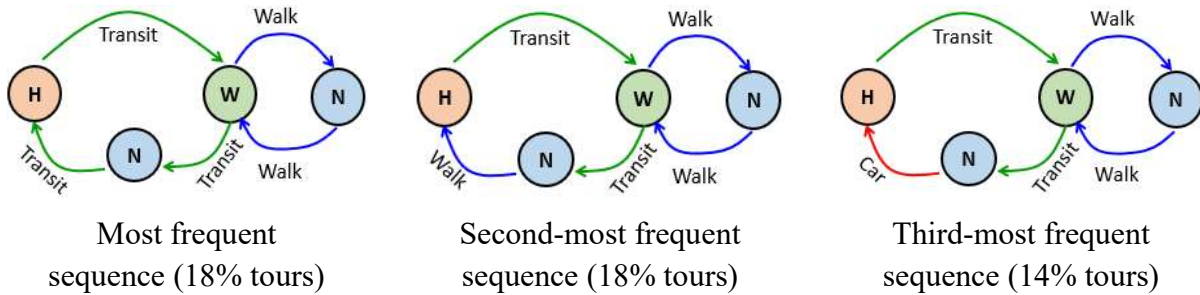 Transit
Walk
H
W
N
N
Transit
Transit
Walk
Most frequent
sequence (18% tours)
Transit
Walk
H
W
N
N
Walk
Transit
Walk
Second-most frequent
sequence (18% tours)
Transit
Walk
H
W
N
N
Car
Transit
Walk
Third-most frequent
sequence (14% tours)